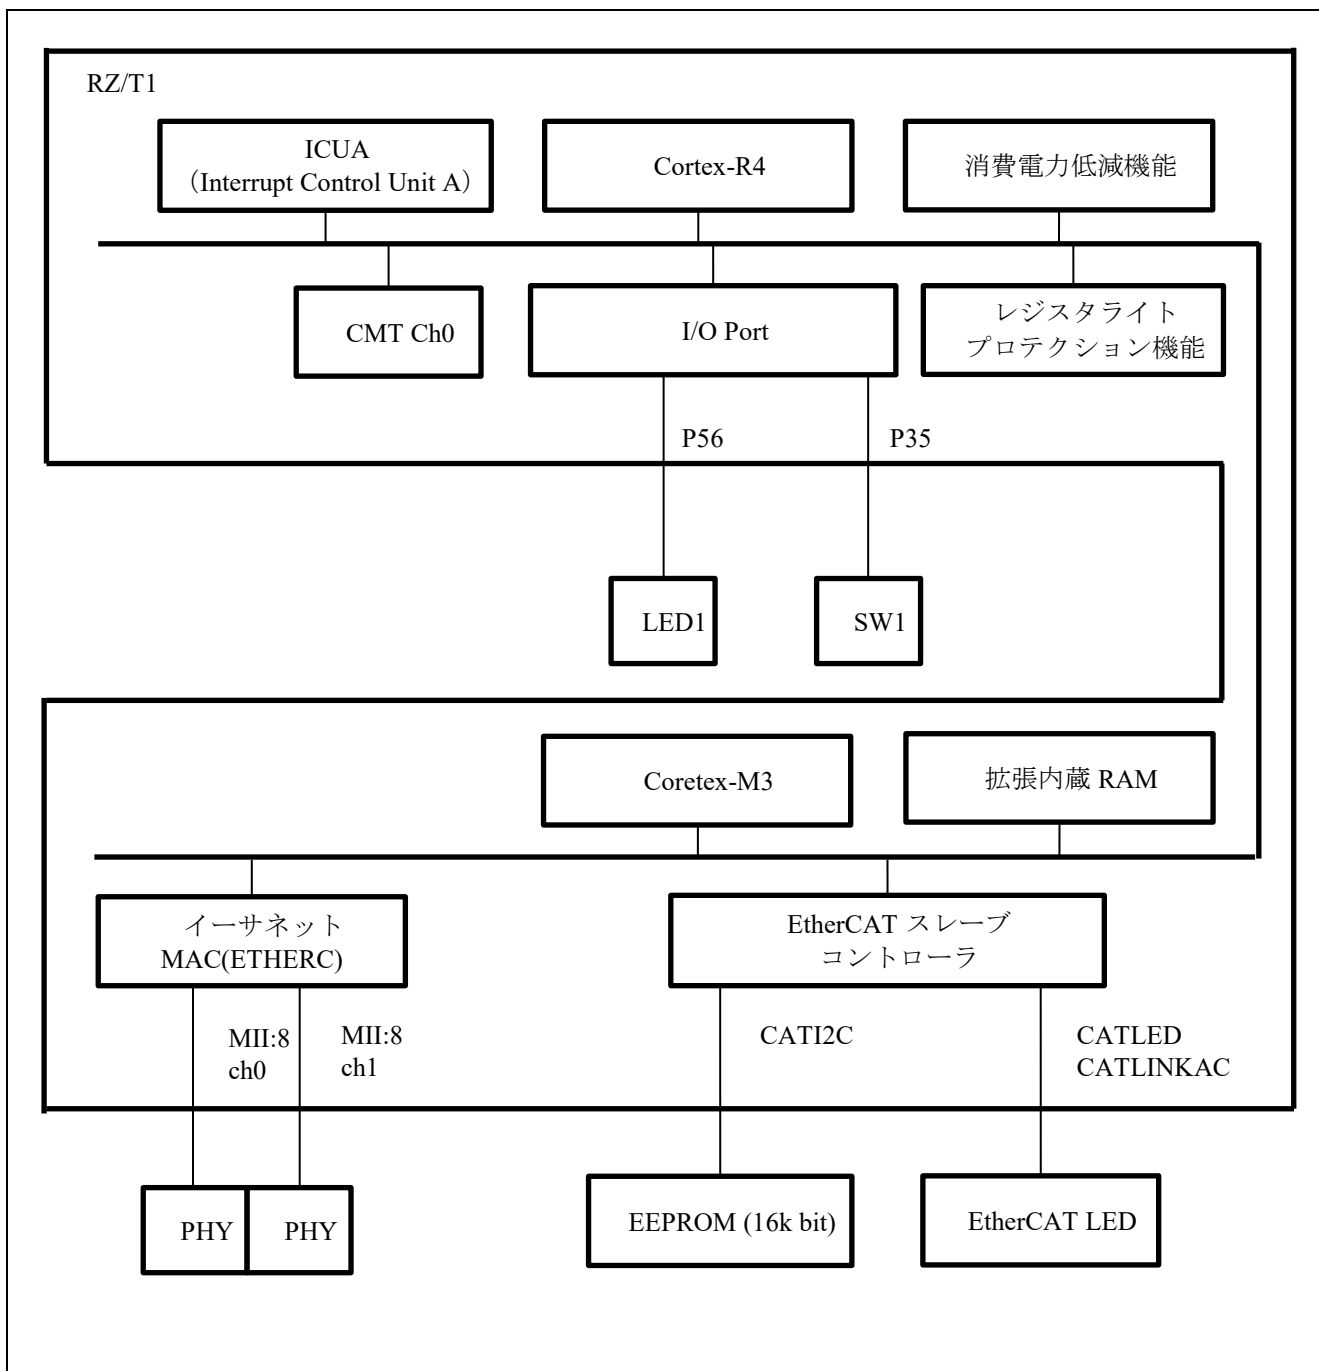 RZ/T1
ICUA
（Interrupt Control Unit A）
Cortex-R4
消費電力低減機能
CMT Ch0
I/O Port
レジスタライト
プロテクション機能
P56
P35
LED1
SW1
Coretex-M3
拡張内蔵 RAM
イーサネット
MAC(ETHERC)
EtherCAT スレーブ
コントローラ
MII:8
ch0
MII:8
ch1
CATI2C
CATLED
CATLINKAC
PHY
PHY
EEPROM (16k bit)
EtherCAT LED